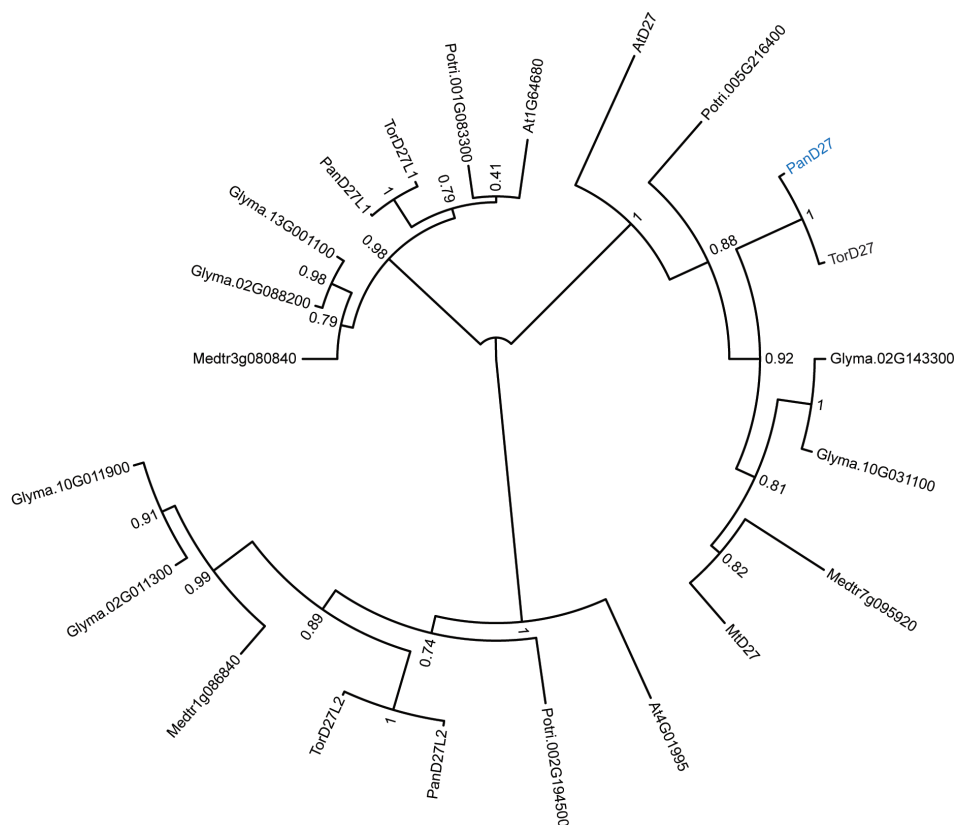 AtD27
Potri.005G216400
PanD27
1
TorD27
1
0.88
0.92
Glyma.02G143300
1
Glyma.10G031100
0.81
Medtr7g095920
0.82
MtD27
Potri.001G083300
At1G64680
0.41
TorD27L1
0.79
PanD27L1
1
0.98
Glyma.13G001100
0.98
Glyma.02G088200
0.79
Medtr3g080840
Glyma.10G011900
0.91
Glyma.02G011300
0.99
Medtr1g086840
0.89
TorD27L2
1
PanD27L2
0.74
1
Potri.002G194500
At4G01995